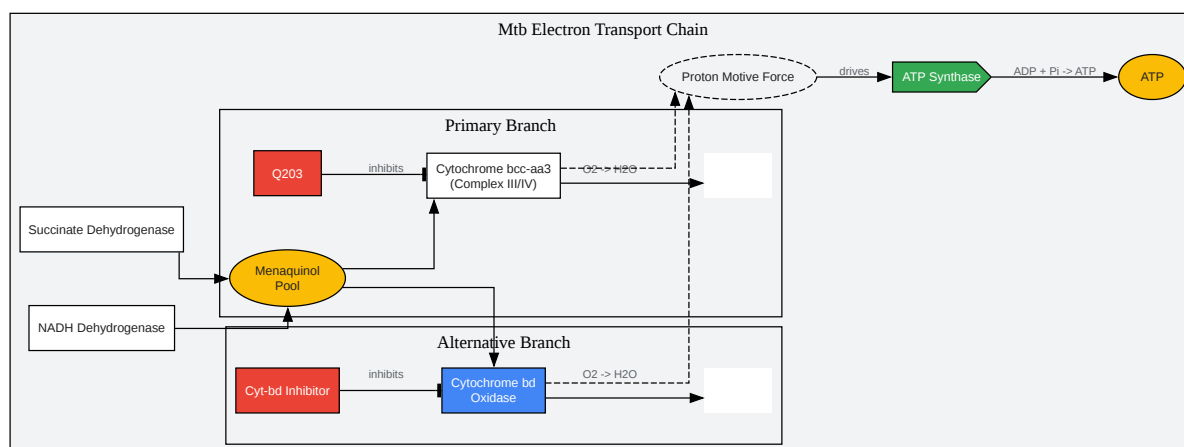 Mtb Electron Transport Chain
Proton Motive Force
drives
ATP Synthase
ADP + Pi -> ATP
ATP
Primary Branch
Q203
inhibits
Cytochrome bcc-aa3
(Complex III/IV)
O2 -> H2O
Succinate Dehydrogenase
Menaquinol
Pool
NADH Dehydrogenase
Alternative Branch
Cyt-bd Inhibitor
inhibits
Cytochrome bd
Oxidase
O2 -> H2O